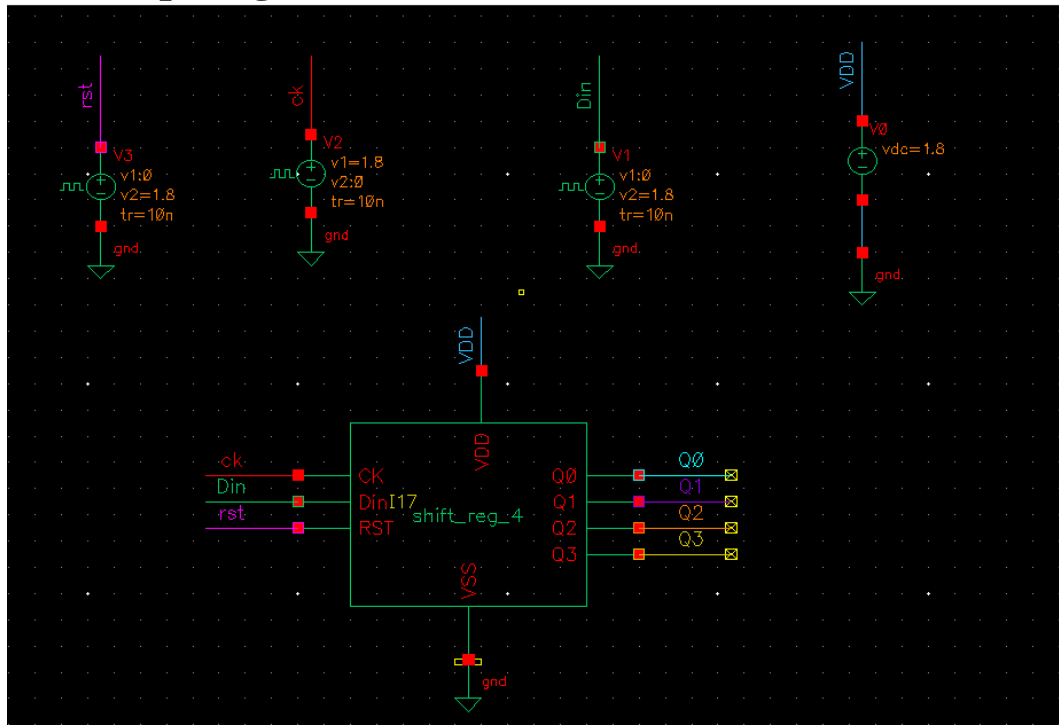 rst
ck
Din
VDD
V3
v1:0
v2=1.8
tr=10n
gnd
V2
v1=1.8
v2:0
tr=10n
gnd
V1
v1:0
v2=1.8
tr=10n
gnd
V0
vdc=1.8
gnd
VDD
VDD
ck
Din
rst
CK
Din
RST
I17
shift_reg_4
Q0
Q1
Q2
Q3
Q0
Q1
Q2
Q3
VSS
gnd